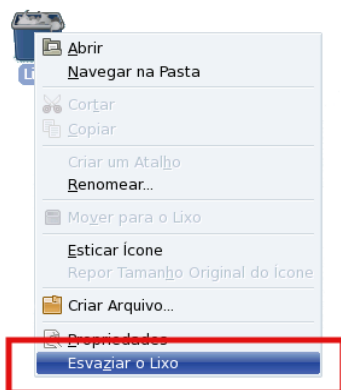 Abrir
Navegar na Pasta
Cortar
Copiar
Criar um Atalho
Renomear...
Mover para o Lixo
Esticar Ícone
Repor Tamanho Original do Ícone
Criar Arquivo...
Propriedades
Esvaziar o Lixo